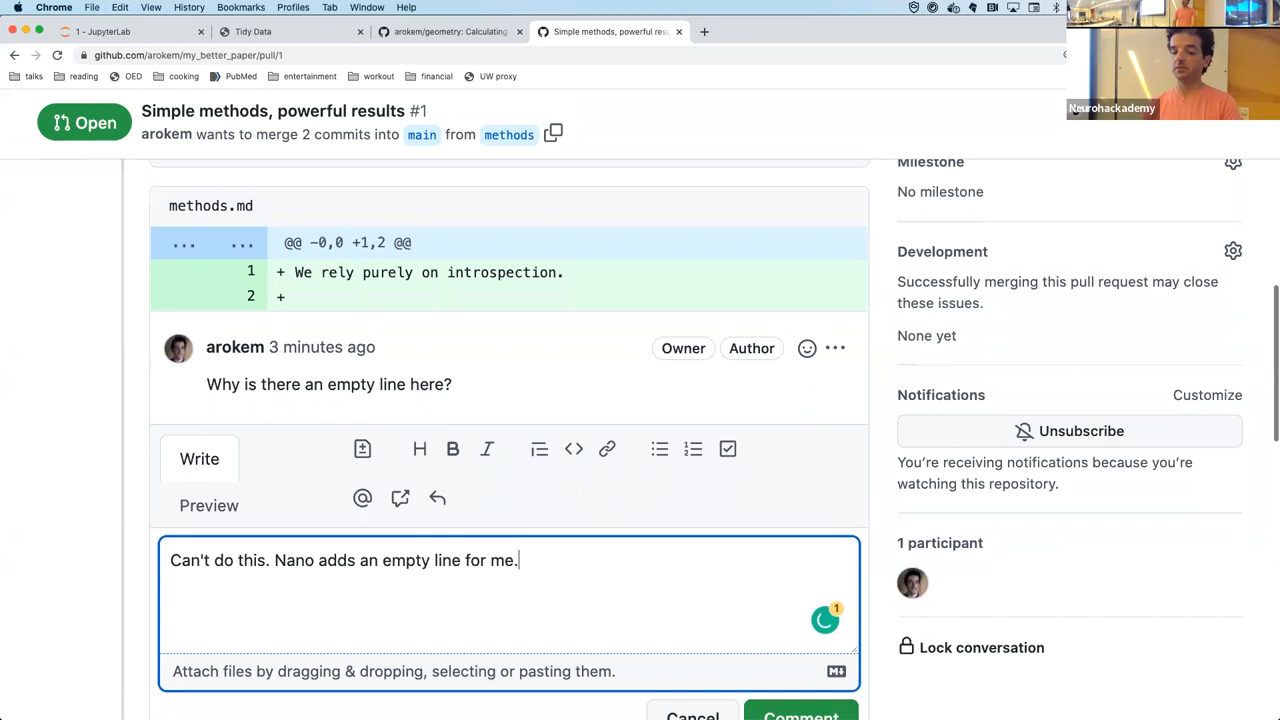 Chrome File Edit View History Bookmarks Profiles Tab Window Help
1 - JupyterLab
Tidy Data
arokem/geometry: Calculating
Simple methods, powerful resu
github.com/arokem/my_better_paper/pull/1
talks reading OED cooking PubMed entertainment workout financial UW proxy
Neurohackademy
Open
Simple methods, powerful results #1
arokem wants to merge 2 commits into main from methods
Milestone
No milestone
methods.md
... ... @@ -0,0 +1,2 @@
1 + We rely purely on introspection.
2 +
Development
Successfully merging this pull request may close
these issues.
None yet
arokem 3 minutes ago Owner Author
Why is there an empty line here?
Notifications Customize
Unsubscribe
You're receiving notifications because you're
watching this repository.
Write
H B I
Preview
@
1 participant
Can't do this. Nano adds an empty line for me.
1
Lock conversation
Attach files by dragging & dropping, selecting or pasting them.
Cancel Comment